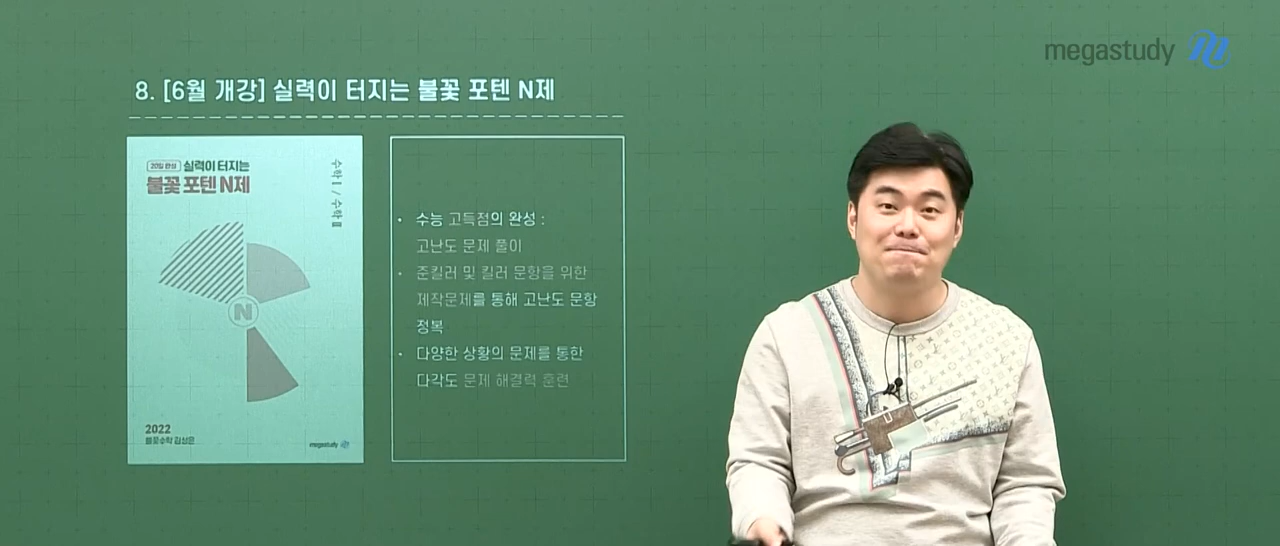 megastudy
8. [6월 개강] 실력이 터지는 불꽃 포텐 N제
20일 완성 실력이 터지는
불꽃 포텐 N제
수학 I / 수학 II
N
2022
김성은
megastudy
• 수능 고득점의 완성 :
고난도 문제 풀이
• 준킬러 및 킬러 문항을 위한
제작문제를 통해 고난도 문항
정복
• 다양한 상황의 문제를 통한
다각도 문제 해결력 훈련